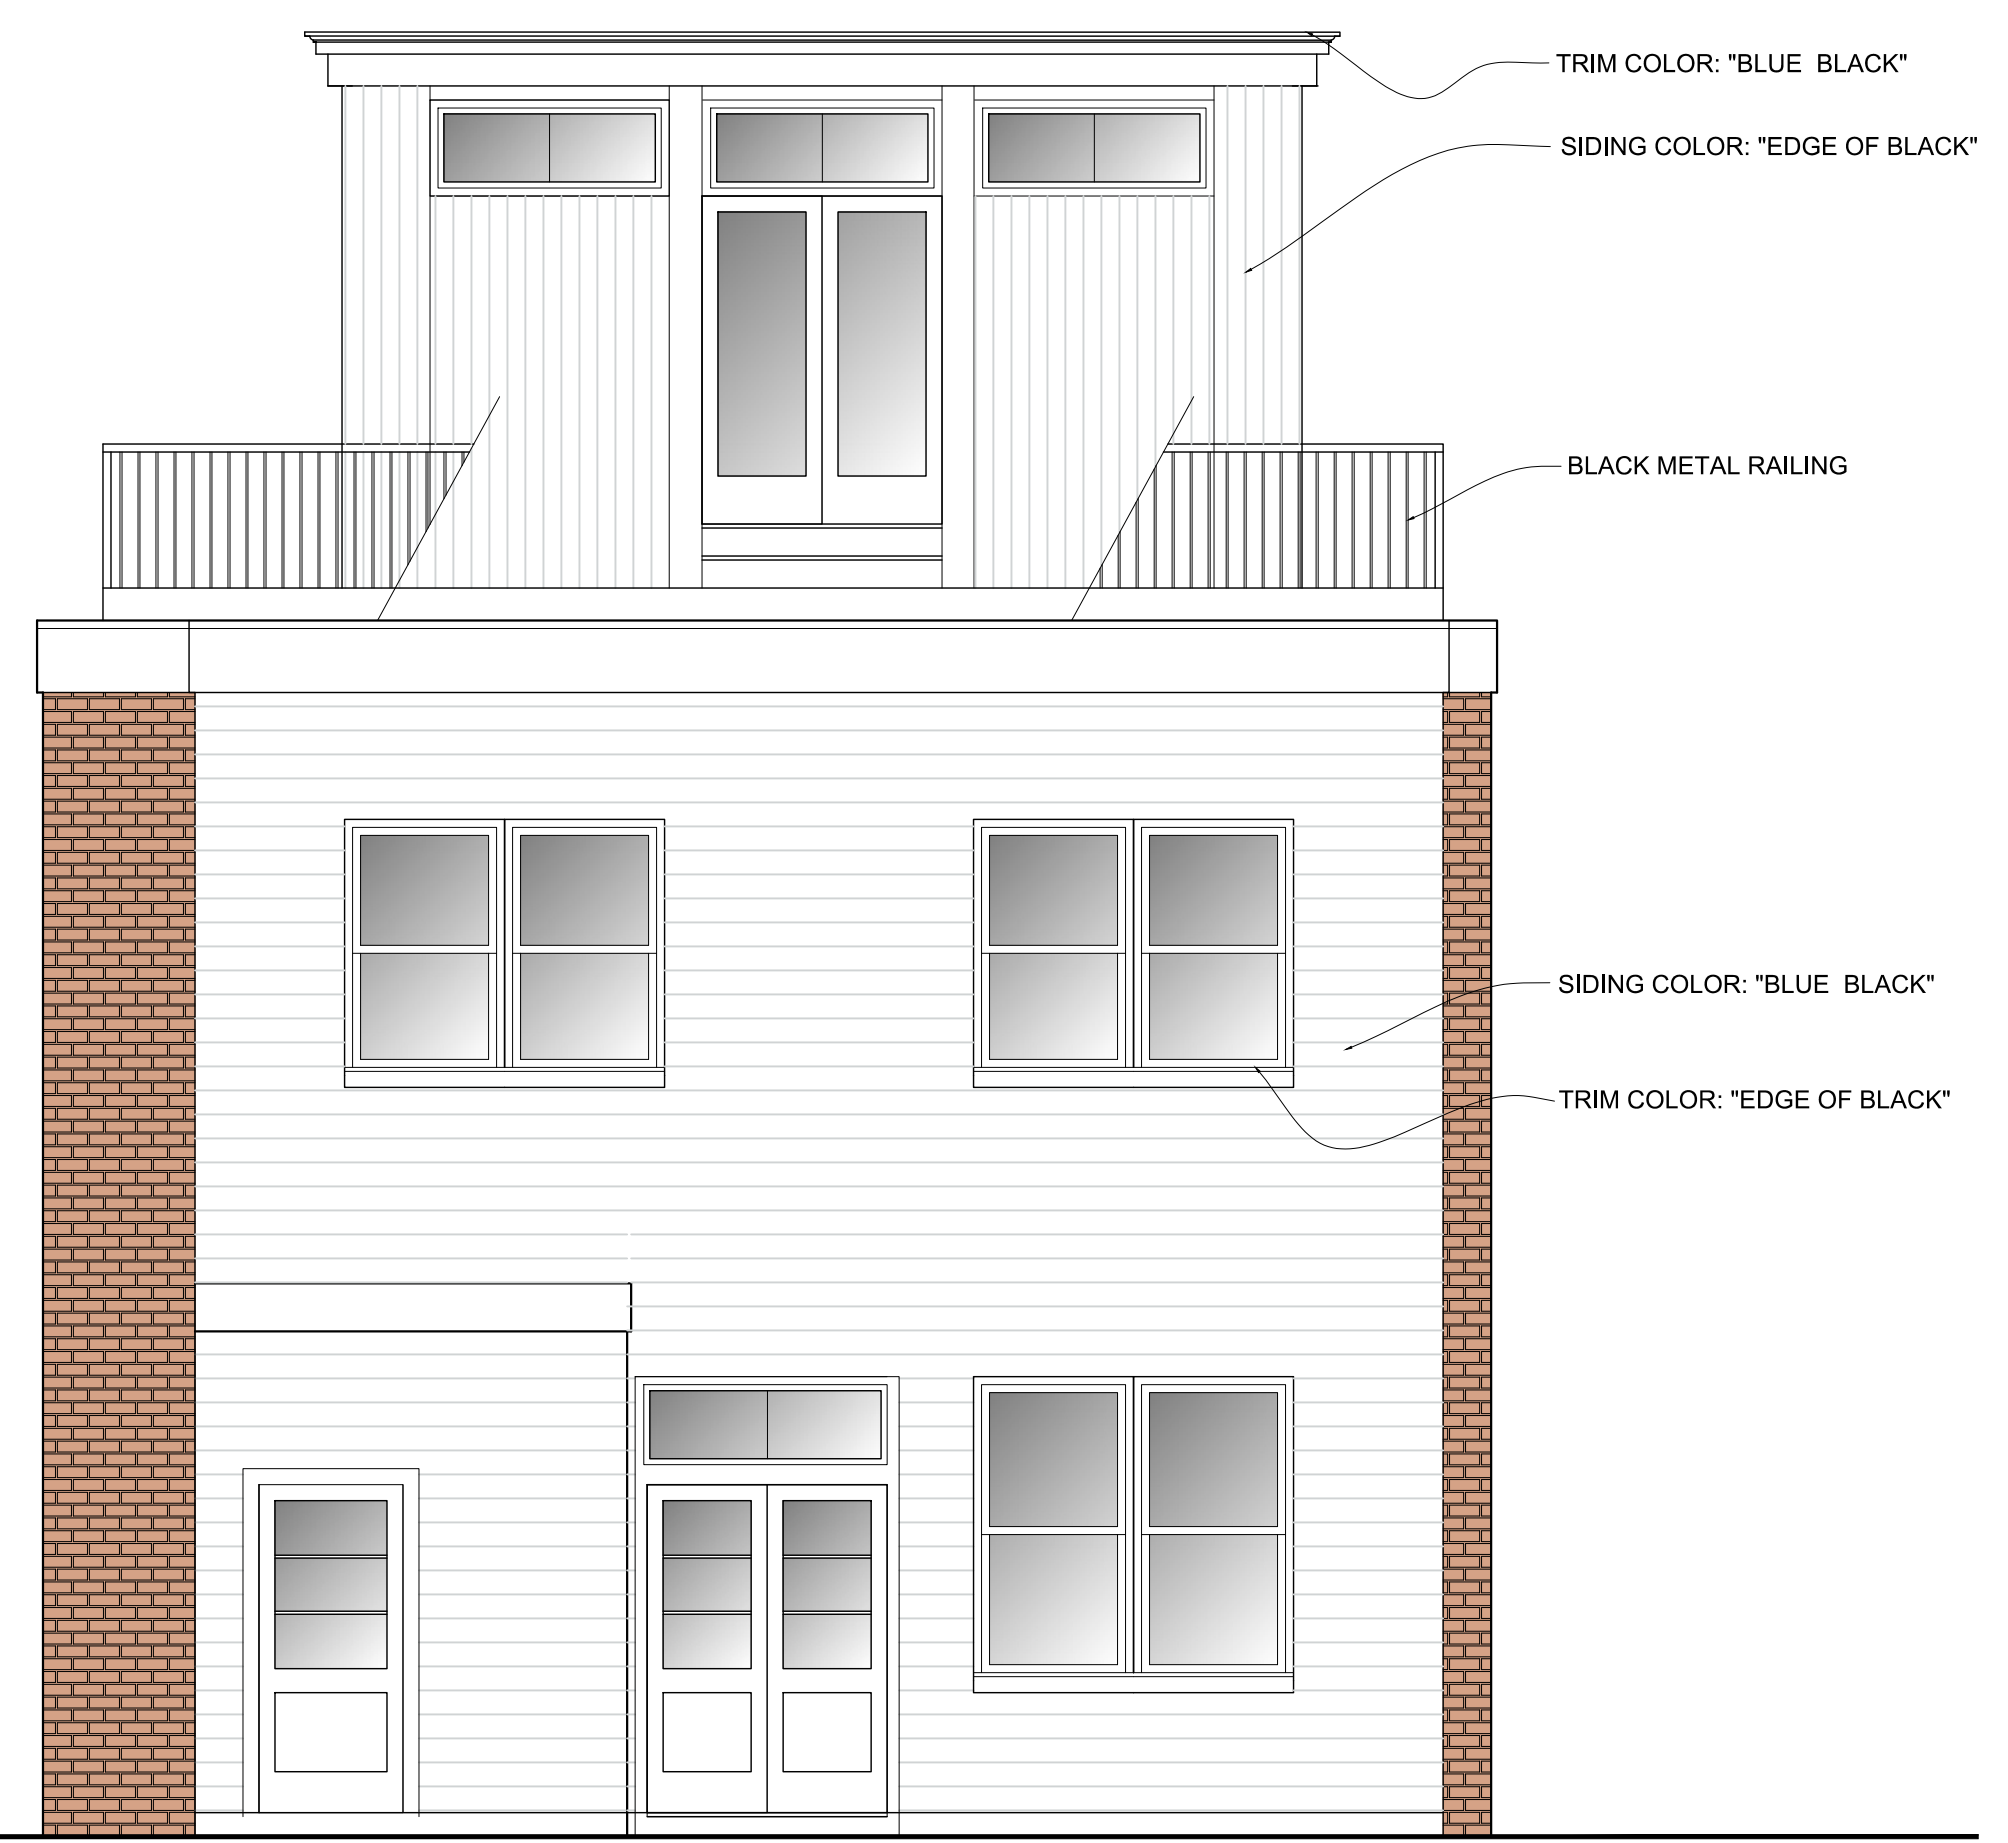 TRIM COLOR: "BLUE  BLACK"
SIDING COLOR: "EDGE OF BLACK"
BLACK METAL RAILING
SIDING COLOR: "BLUE  BLACK"
TRIM COLOR: "EDGE OF BLACK"